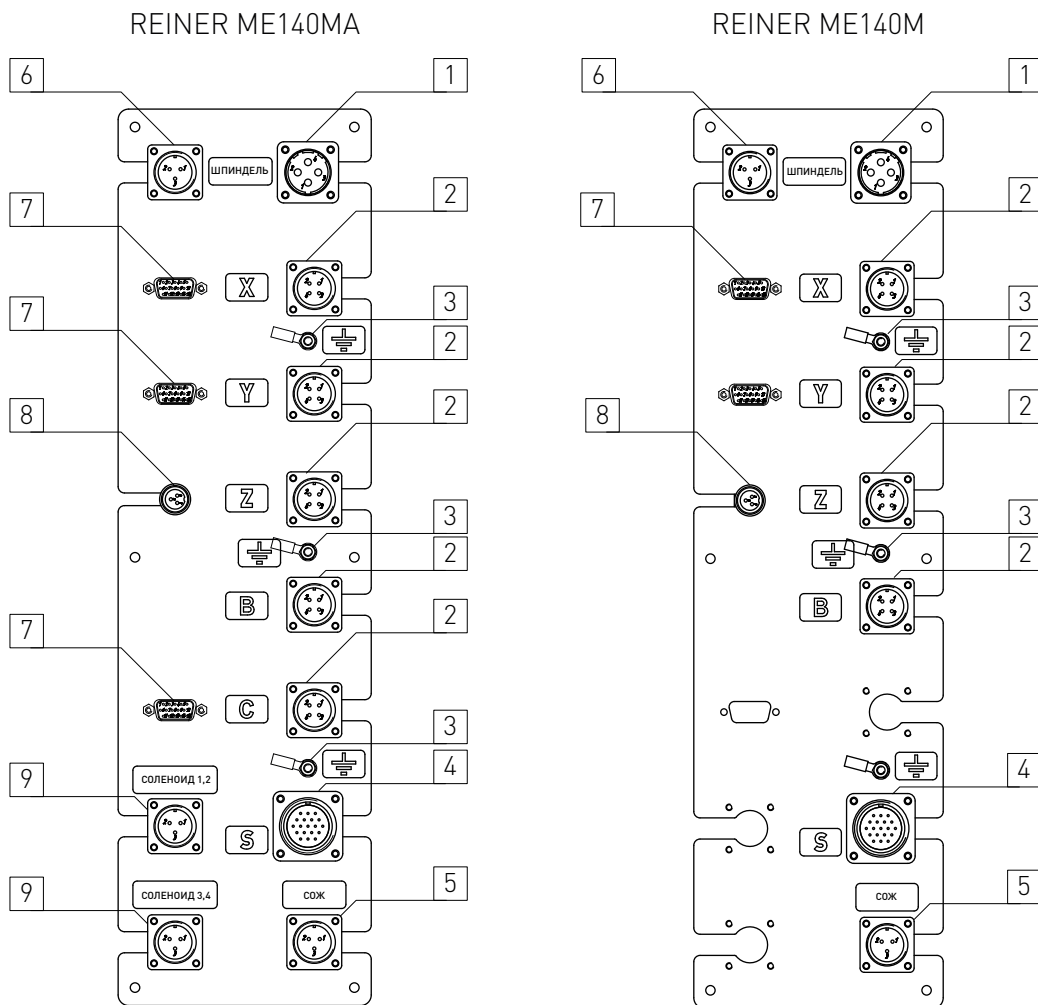 REINER ME140MA REINER ME140M
6 1 6 1
ШПИНДЕЛЬ ШПИНДЕЛЬ
7 2 7 2
X X
7 3 3
2 2
Y Y
8 2 8 2
Z Z
3 3
2 2
B B
7 2
C
3
9 4 4
СОЛЕНОИД 1,2
S S
9 5 5
СОЛЕНОИД 3,4 СОЖ СОЖ